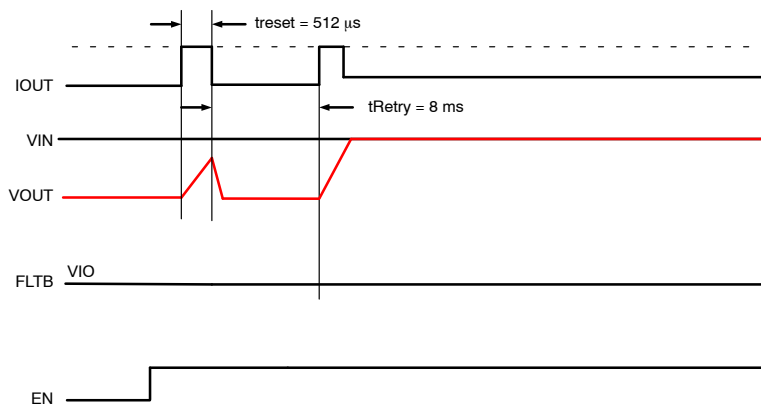 treset = 512 µs
IOUT
tRetry = 8 ms
VIN
VOUT
VIO
FLTB
EN